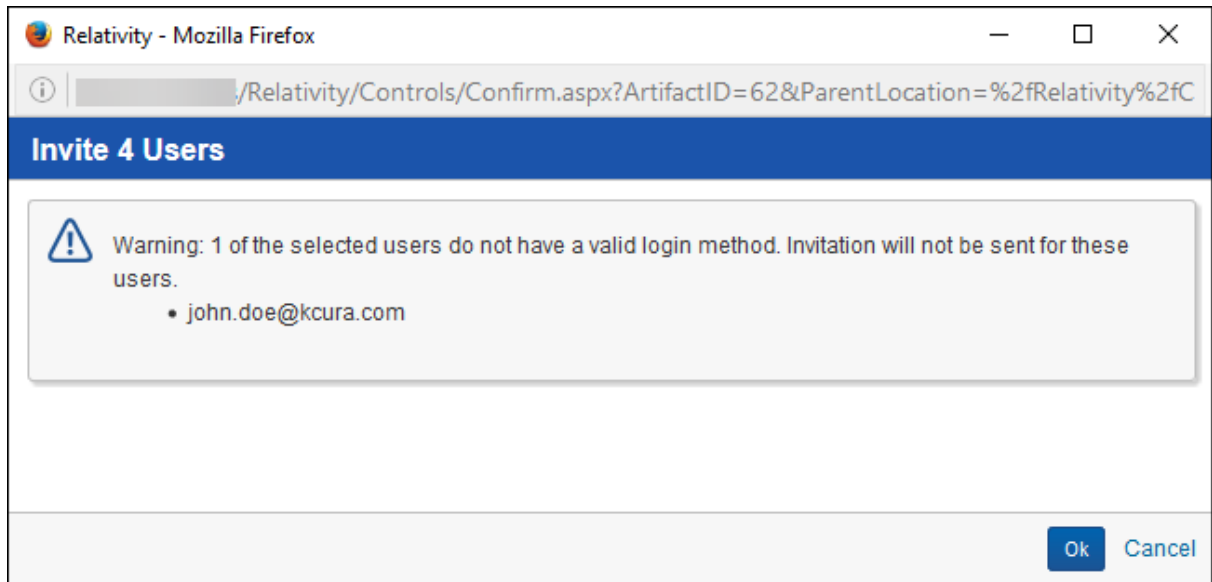 Relativity - Mozilla Firefox
/Relativity/Controls/Confirm.aspx?ArtifactID=62&ParentLocation=%2fRelativity%2fC
Invite 4 Users
Warning: 1 of the selected users do not have a valid login method. Invitation will not be sent for these
users.
• john.doe@kcura.com
Ok Cancel